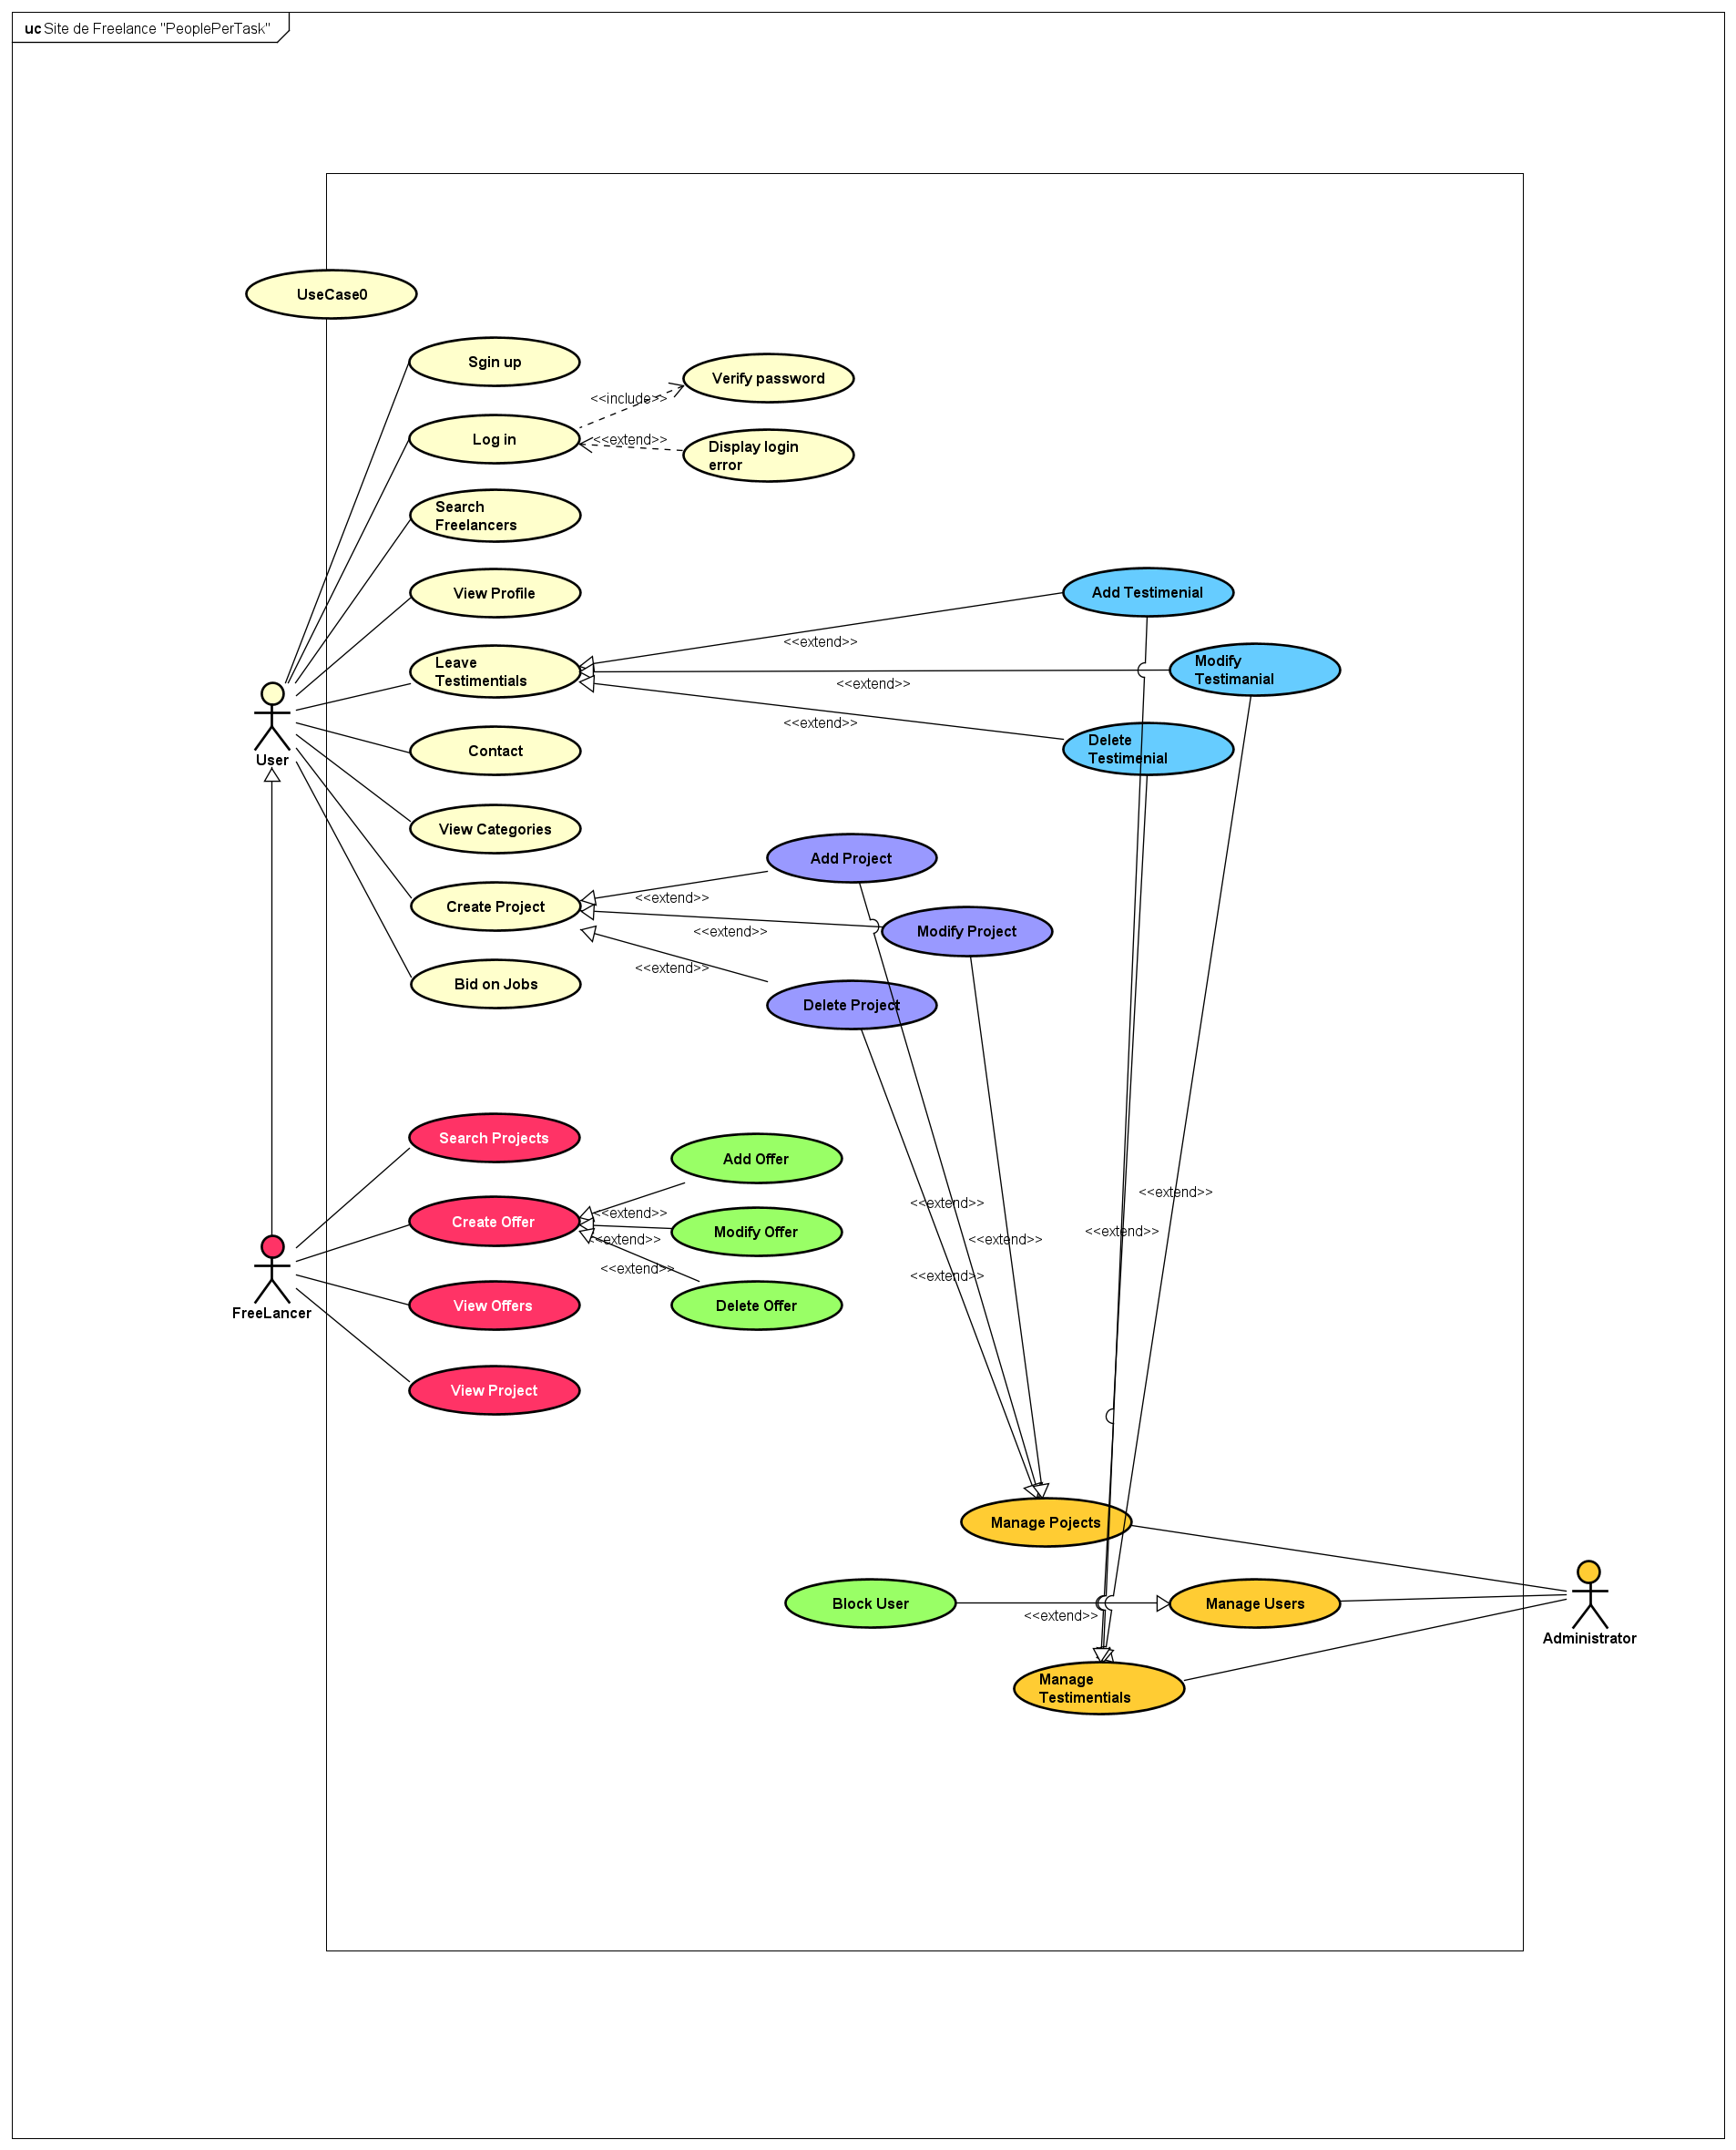 uc Site de Freelance "PeoplePerTask"
UseCase0
Sgin up
Verify password
<<include>>
Log in
<<extend>>
Display login
error
Search
Freelancers
View Profile
Add Testimenial
<<extend>>
Leave
Testimentials
Modify
Testimanial
<<extend>>
<<extend>>
Contact
Delete
Testimenial
User
View Categories
Add Project
<<extend>>
Create Project
Modify Project
<<extend>>
<<extend>>
Bid on Jobs
Delete Project
Search Projects
Add Offer
<<extend>>
<<extend>>
<<extend>>
Create Offer
Modify Offer
<<extend>>
<<extend>>
<<extend>>
<<extend>>
<<extend>>
View Offers
Delete Offer
FreeLancer
View Project
Manage Pojects
Block User
<<extend>>
Manage Users
Administrator
Manage
Testimentials